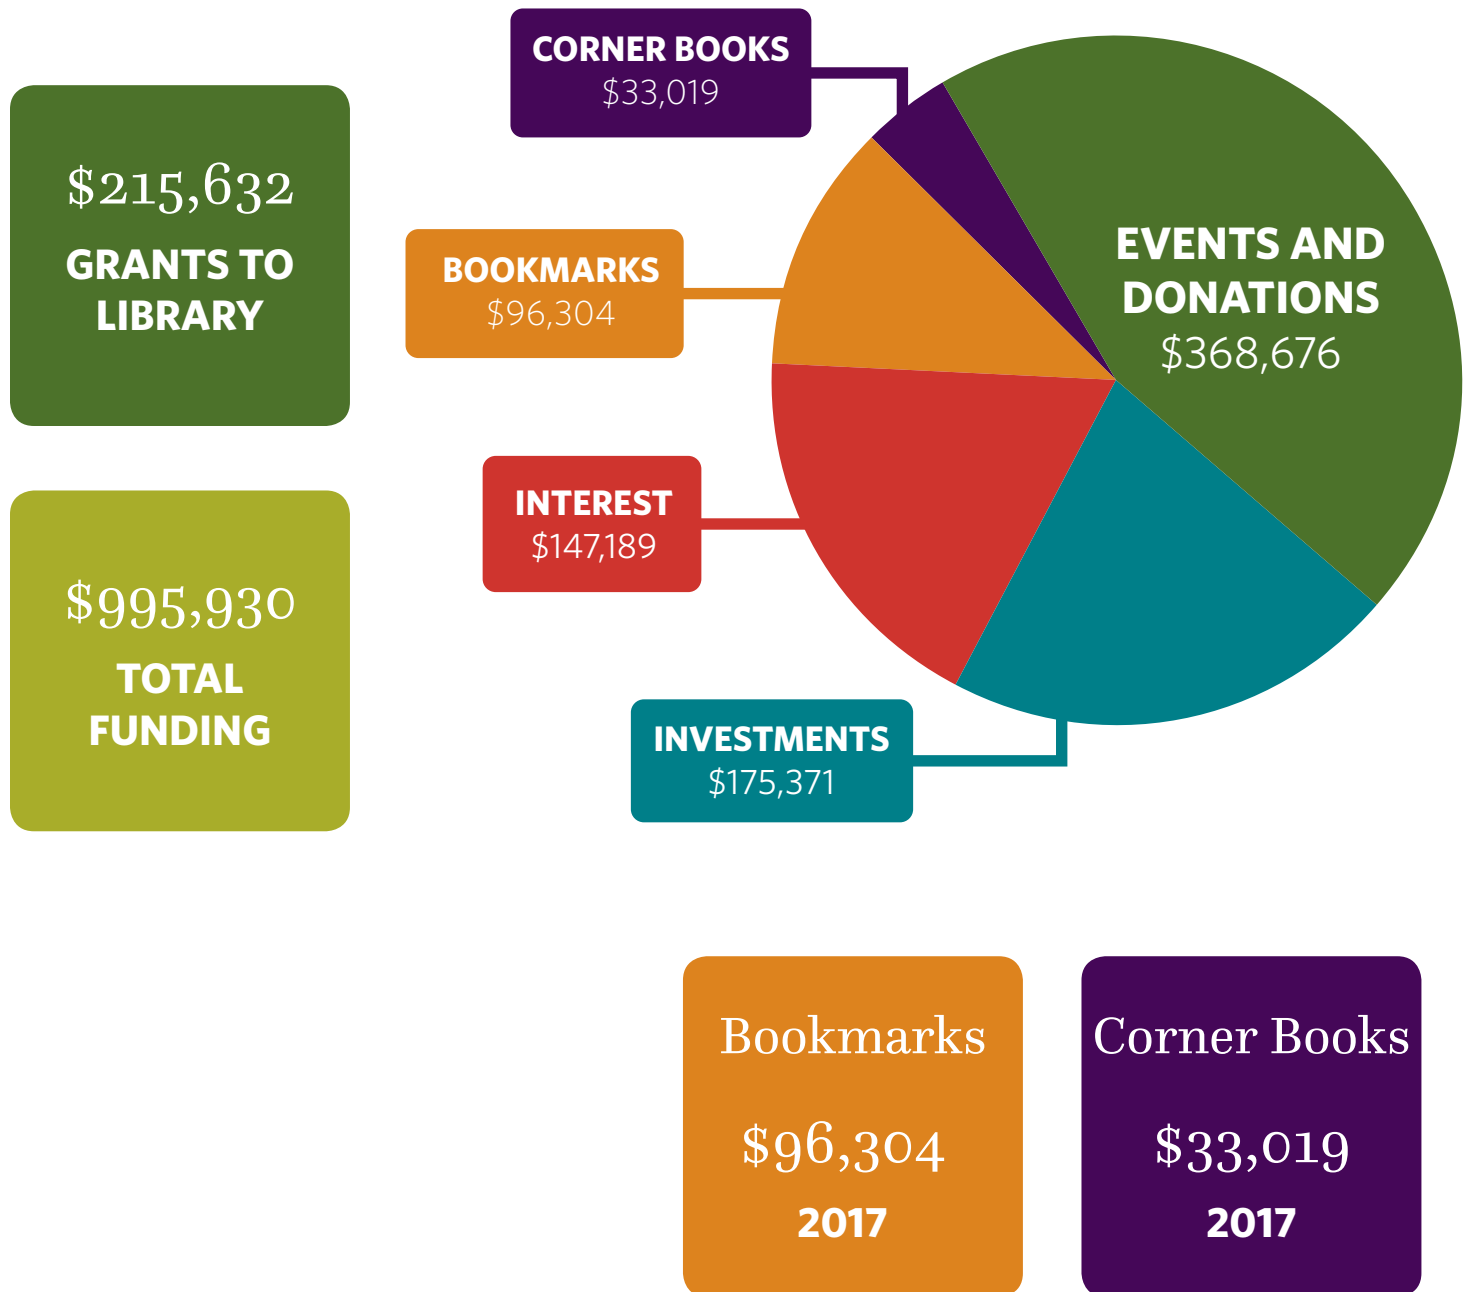 $215,632
GRANTS TO
LIBRARY
$995,930
TOTAL
FUNDING
CORNER BOOKS
$33,019
BOOKMARKS
$96,304
INTEREST
$147,189
INVESTMENTS
$175,371
EVENTS AND
DONATIONS
$368,676
Bookmarks
$96,304
2017
Corner Books
$33,019
2017